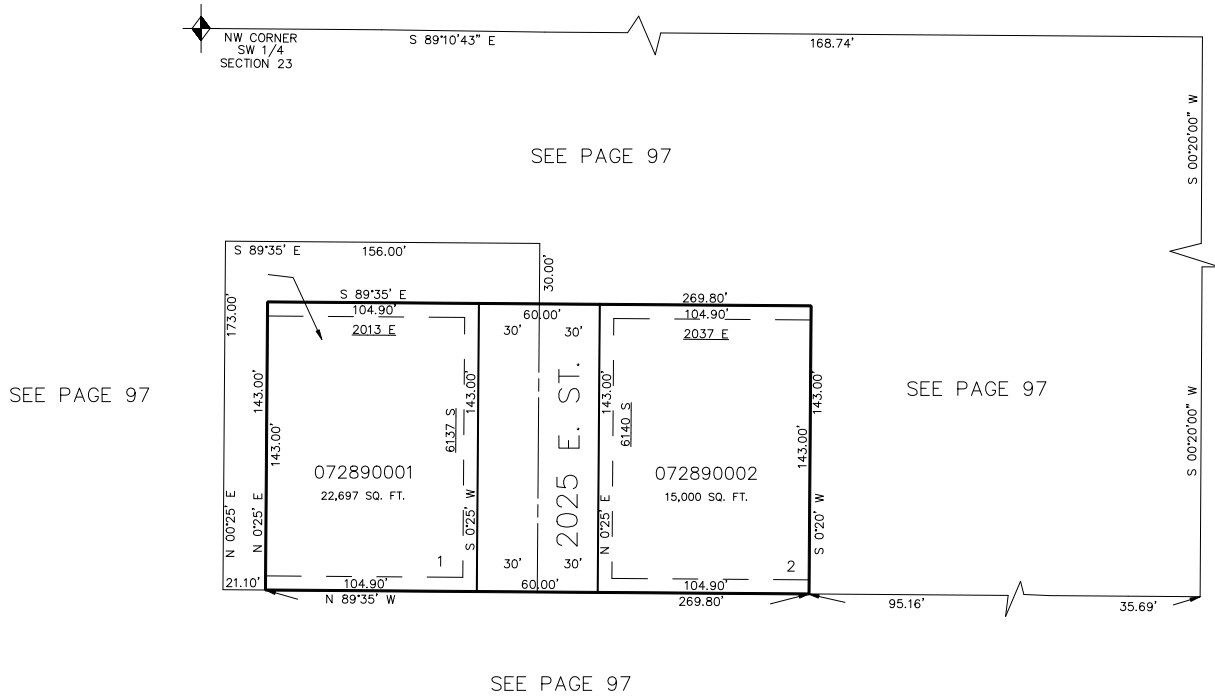 NW CORNER
SW 1/4
SECTION 23
S 89°10'43" E
168.74'
S 00°20'00" W
SEE PAGE 97
S 89°35' E
156.00'
30.00'
173.00'
S 89°35' E
269.80'
104.90'
60.00'
104.90'
2013 E
30'
30'
2037 E
SEE PAGE 97
143.00'
143.00'
143.00'
6137 S
2025 E. ST.
143.00'
6140 S
143.00'
143.00'
SEE PAGE 97
S 00°20'00" W
072890001
22,697 SQ. FT.
072890002
15,000 SQ. FT.
N 00°25' E
N 0°25' E
S 0°25' W
N 0°25' E
S 0°20' W
1
30'
30'
2
21.10'
104.90'
60.00'
104.90'
N 89°35' W
269.80'
95.16'
35.69'
SEE PAGE 97